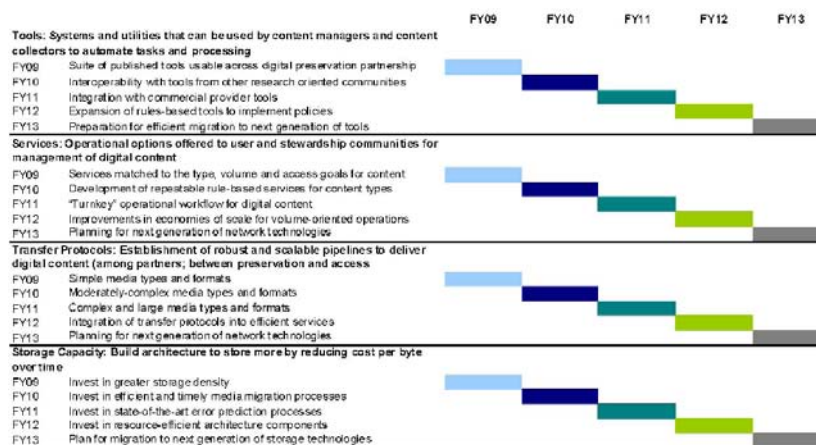 FY09 FY10 FY11 FY12 FY13
Tools: Systems and utilities that can be used by content managers and content
collectors to automate tasks and processing
FY09 Suite of published tools usable across digital preservation partnership
FY10 Interoperability with tools from other research oriented communities
FY11 Integration with commercial provider tools
FY12 Expansion of rules-based tools to implement policies
FY13 Preparation for efficient migration to next generation of tools
Services: Operational options offered to user and stewardship communities for
management of digital content
FY09 Services matched to the type, volume and access goals for content
FY10 Development of repeatable rule-based services for content types
FY11 "Turnkey" operational workflow for digital content
FY12 Improvements in economies of scale for volume-oriented operations
FY13 Planning for next generation of network technologies
Transfer Protocols: Establishment of robust and scalable pipelines to deliver
digital content (among partners; between preservation and access
FY09 Simple media types and formats
FY10 Moderately-complex media types and formats
FY11 Complex and large media types and formats
FY12 Integration of transfer protocols into efficient services
FY13 Planning for next generation of network technologies
Storage Capacity: Build architecture to store more by reducing cost per byte
over time
FY09 Invest in greater storage density
FY10 Invest in efficient and timely media migration processes
FY11 Invest in state-of-the-art error prediction processes
FY12 Invest in resource-efficient architecture components
FY13 Plan for migration to next generation of storage technologies